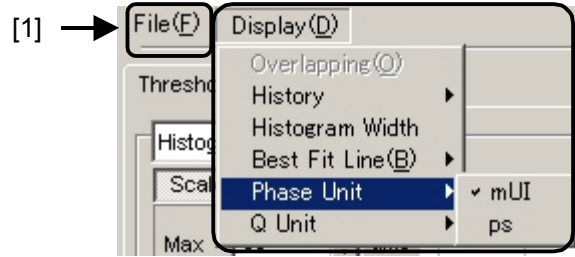 [1]
File(F) Display(D)
Overlapping(O)
Thresho
History
Histogram Width
Histog
Best Fit Line(B)
Scal
Phase Unit ✓ mUI
Q Unit ps
Max